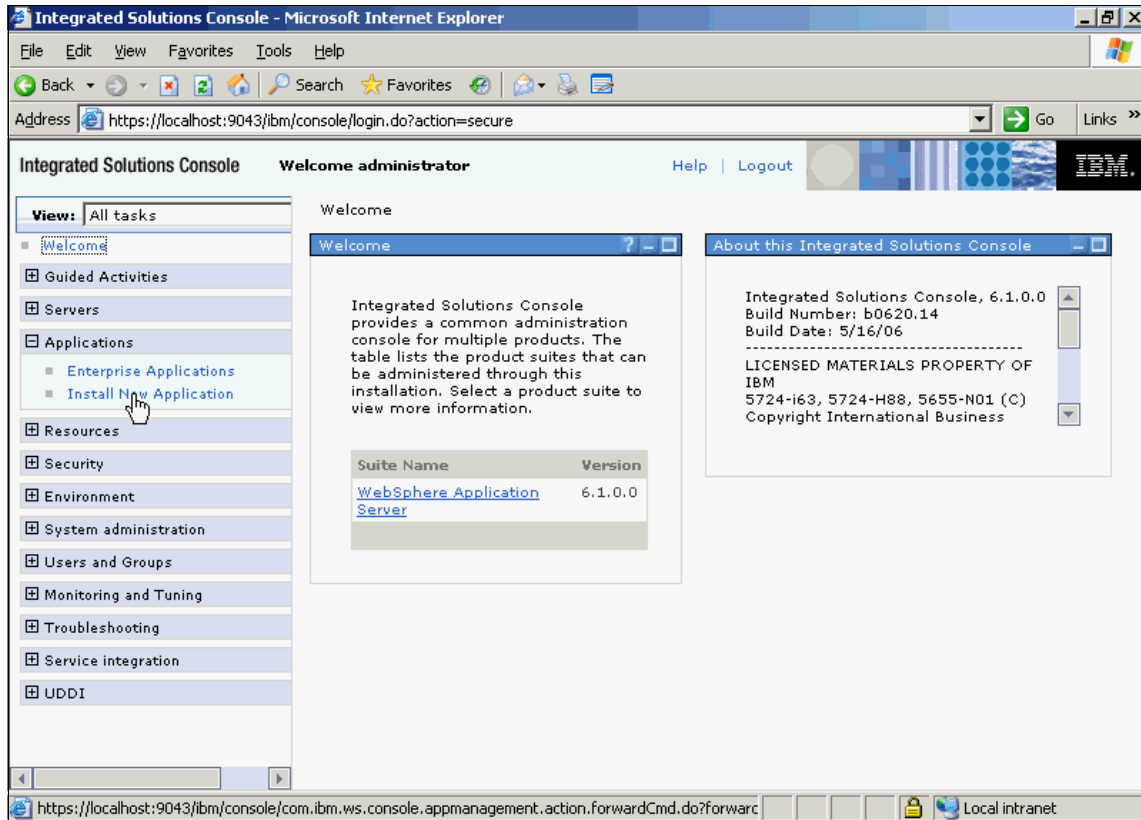 Integrated Solutions Console - Microsoft Internet Explorer
File Edit View Favorites Tools Help
Back Search Favorites
Address https://localhost:9043/ibm/console/login.do?action=secure Go Links »
Integrated Solutions Console Welcome administrator Help | Logout IBM.
View: All tasks
Welcome
Guided Activities
Servers
Applications
Enterprise Applications
Install New Application
Resources
Security
Environment
System administration
Users and Groups
Monitoring and Tuning
Troubleshooting
Service integration
UDDI
Welcome
Welcome ?
Integrated Solutions Console
provides a common administration
console for multiple products. The
table lists the product suites that can
be administered through this
installation. Select a product suite to
view more information.
Suite Name Version
WebSphere Application 6.1.0.0
Server
About this Integrated Solutions Console
Integrated Solutions Console, 6.1.0.0
Build Number: b0620.14
Build Date: 5/16/06
------------------------------------
LICENSED MATERIALS PROPERTY OF
IBM
5724-i63, 5724-H88, 5655-N01 (C)
Copyright International Business
https://localhost:9043/ibm/console/com.ibm.ws.console.appmanagement.action.forwardCmd.do?forwarc Local intranet